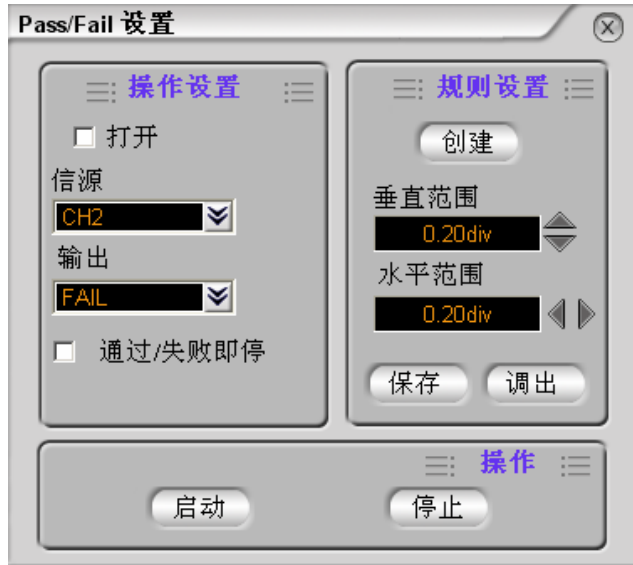 Pass/Fail 设置
操作设置
打开
信源
CH2
输出
FAIL
通过/失败即停
规则设置
创建
垂直范围
0.20div
水平范围
0.20div
保存 调出
操作
启动 停止